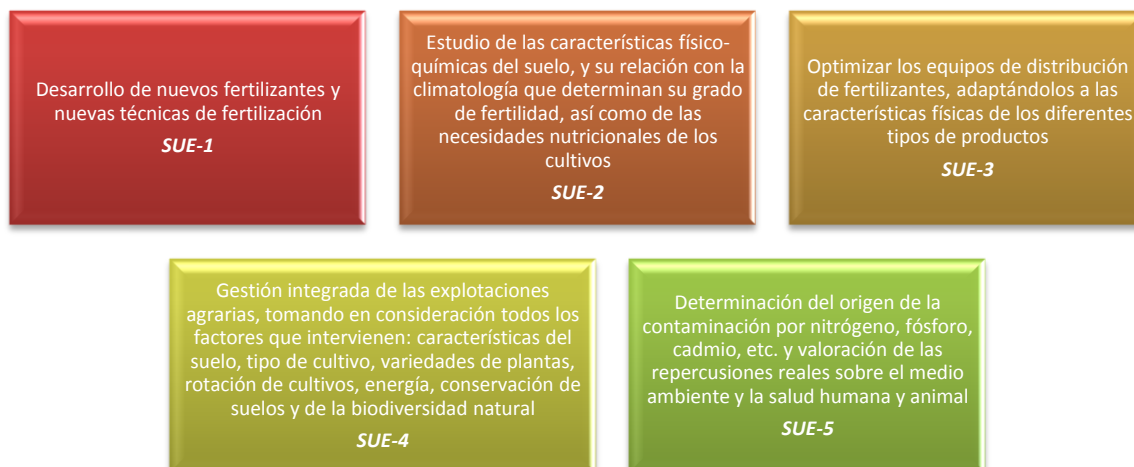 Desarrollo de nuevos fertilizantes y
nuevas técnicas de fertilización
SUE-1
Estudio de las características físico-
químicas del suelo, y su relación con la
climatología que determinan su grado
de fertilidad, así como de las
necesidades nutricionales de los
cultivos
SUE-2
Optimizar los equipos de distribución
de fertilizantes, adaptándolos a las
características físicas de los diferentes
tipos de productos
SUE-3
Gestión integrada de las explotaciones
agrarias, tomando en consideración todos los
factores que intervienen: características del
suelo, tipo de cultivo, variedades de plantas,
rotación de cultivos, energía, conservación de
suelos y de la biodiversidad natural
SUE-4
Determinación del origen de la
contaminación por nitrógeno, fósforo,
cadmio, etc. y valoración de las
repercusiones reales sobre el medio
ambiente y la salud humana y animal
SUE-5